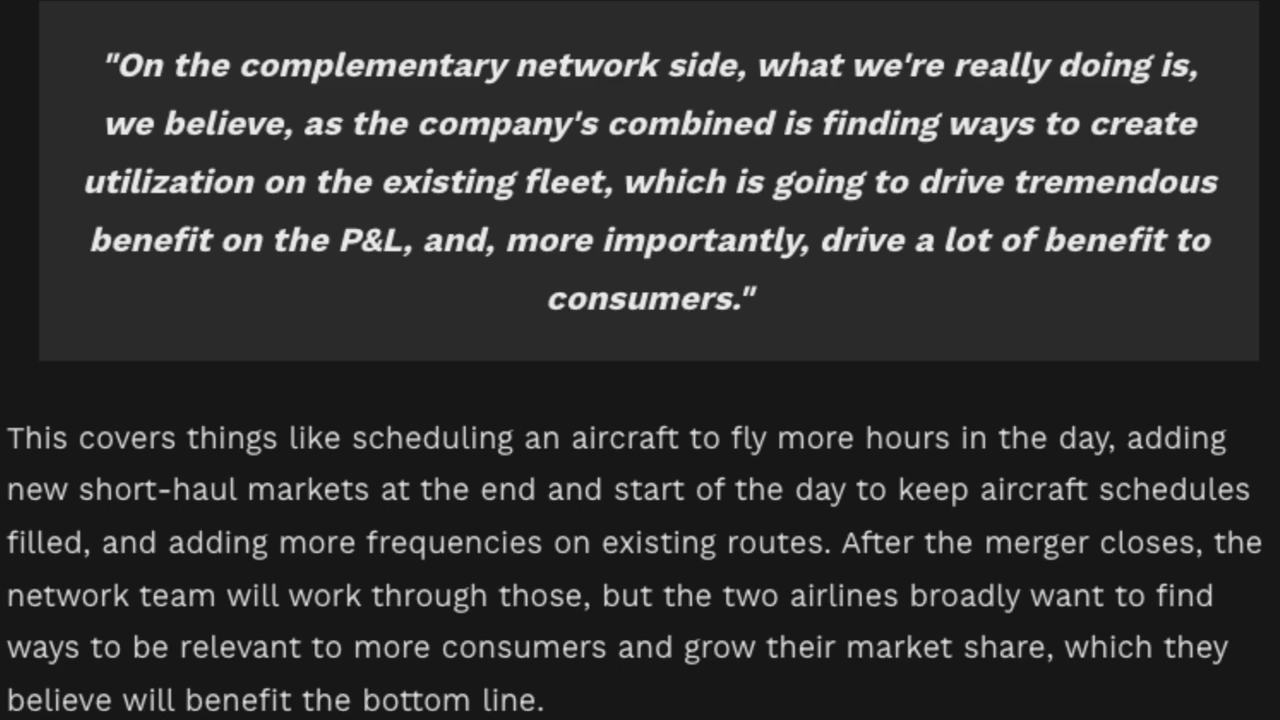 "On the complementary network side, what we're really doing is,
we believe, as the company's combined is finding ways to create
utilization on the existing fleet, which is going to drive tremendous
benefit on the P&L, and, more importantly, drive a lot of benefit to
consumers."
This covers things like scheduling an aircraft to fly more hours in the day, adding
new short-haul markets at the end and start of the day to keep aircraft schedules
filled, and adding more frequencies on existing routes. After the merger closes, the
network team will work through those, but the two airlines broadly want to find
ways to be relevant to more consumers and grow their market share, which they
believe will benefit the bottom line.